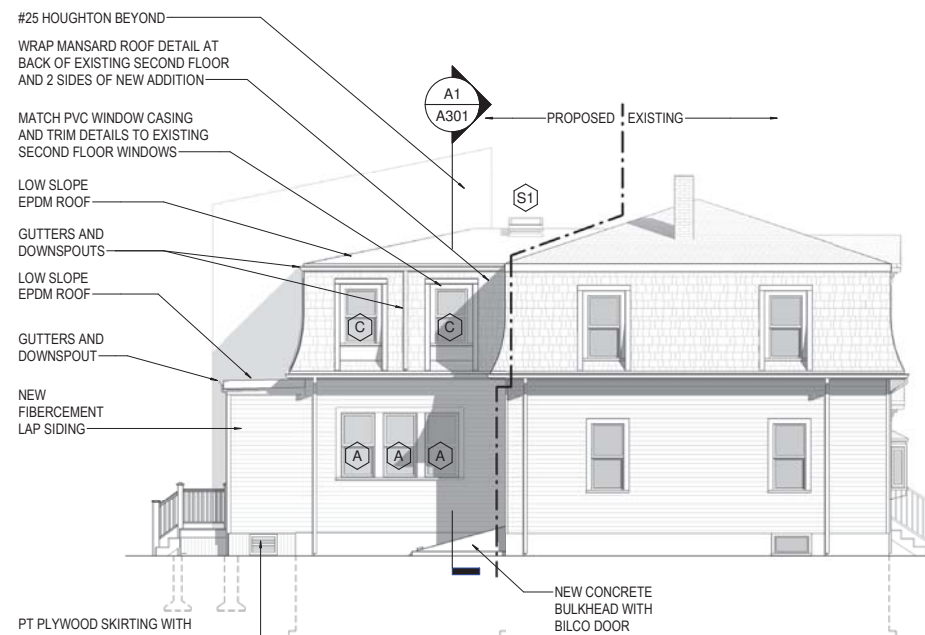 #25 HOUGHTON BEYOND
WRAP MANSARD ROOF DETAIL AT
BACK OF EXISTING SECOND FLOOR
AND 2 SIDES OF NEW ADDITION
MATCH PVC WINDOW CASING
AND TRIM DETAILS TO EXISTING
SECOND FLOOR WINDOWS
LOW SLOPE
EPDM ROOF
GUTTERS AND
DOWNSPOUTS
LOW SLOPE
EPDM ROOF
GUTTERS AND
DOWNSPOUT
NEW
FIBERCEMENT
LAP SIDING
PT PLYWOOD SKIRTING WITH
A1
A301
PROPOSED
EXISTING
S1
C
C
A
A
A
NEW CONCRETE
BULKHEAD WITH
BILCO DOOR